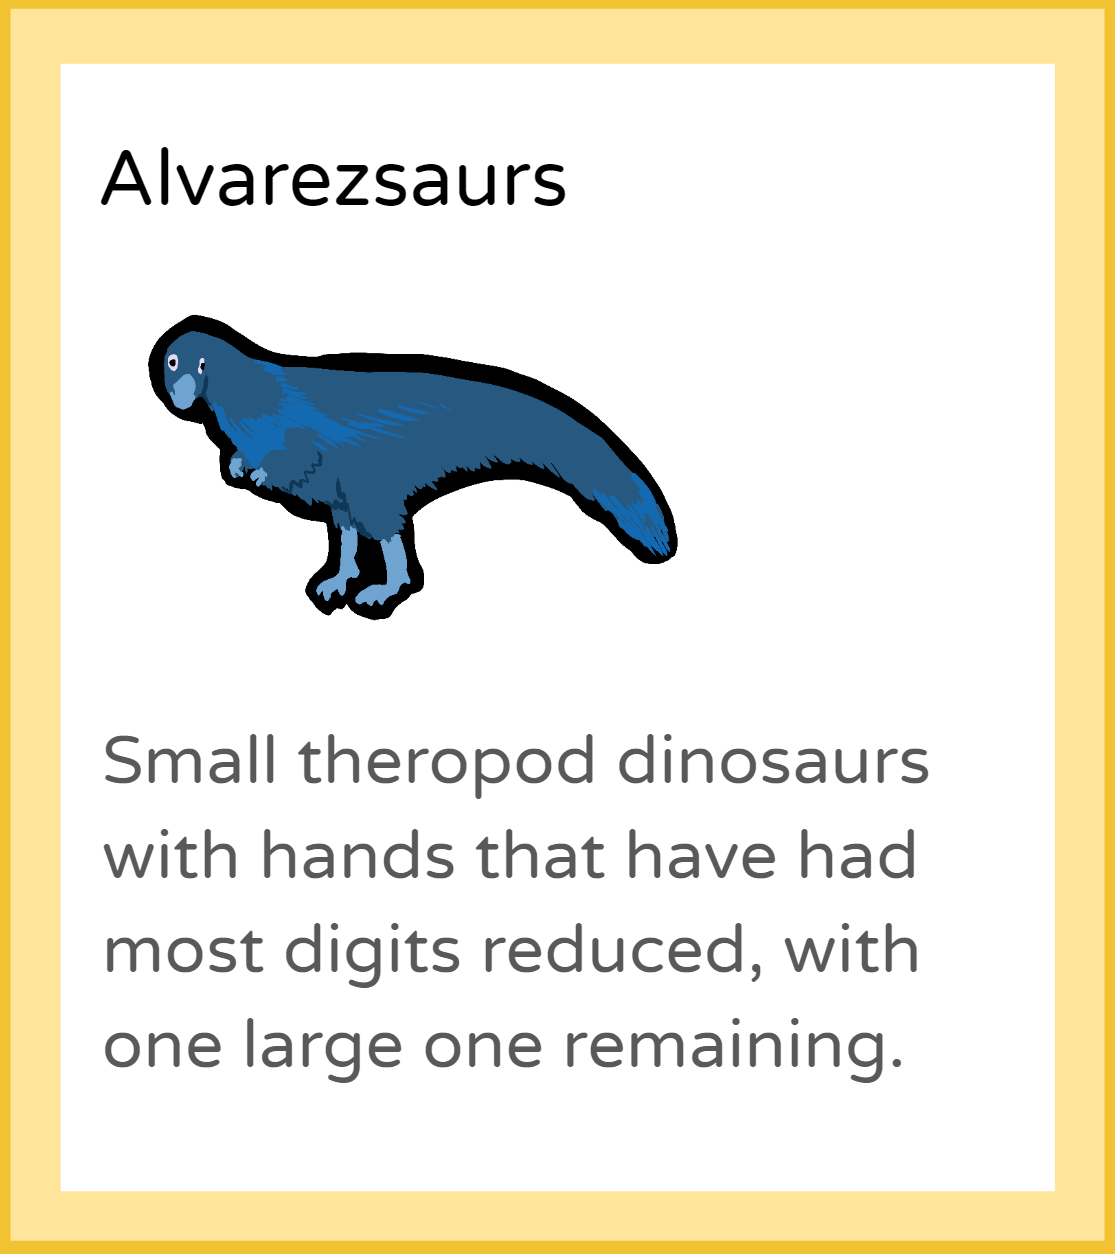 Alvarezsaurs
Small theropod dinosaurs
with hands that have had
most digits reduced, with
one large one remaining.